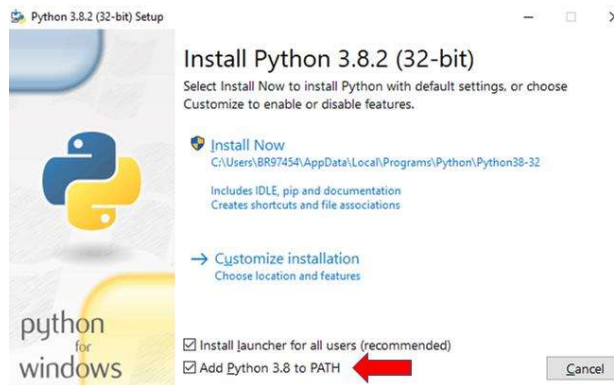 Python 3.8.2 (32-bit) Setup
Install Python 3.8.2 (32-bit)
Select Install Now to install Python with default settings, or choose
Customize to enable or disable features.
Install Now
C:\Users\BR97454\AppData\Local\Programs\Python\Python38-32
Includes IDLE, pip and documentation
Creates shortcuts and file associations
Customize installation
Choose location and features
python
for
windows
Install launcher for all users (recommended)
Add Python 3.8 to PATH
Cancel